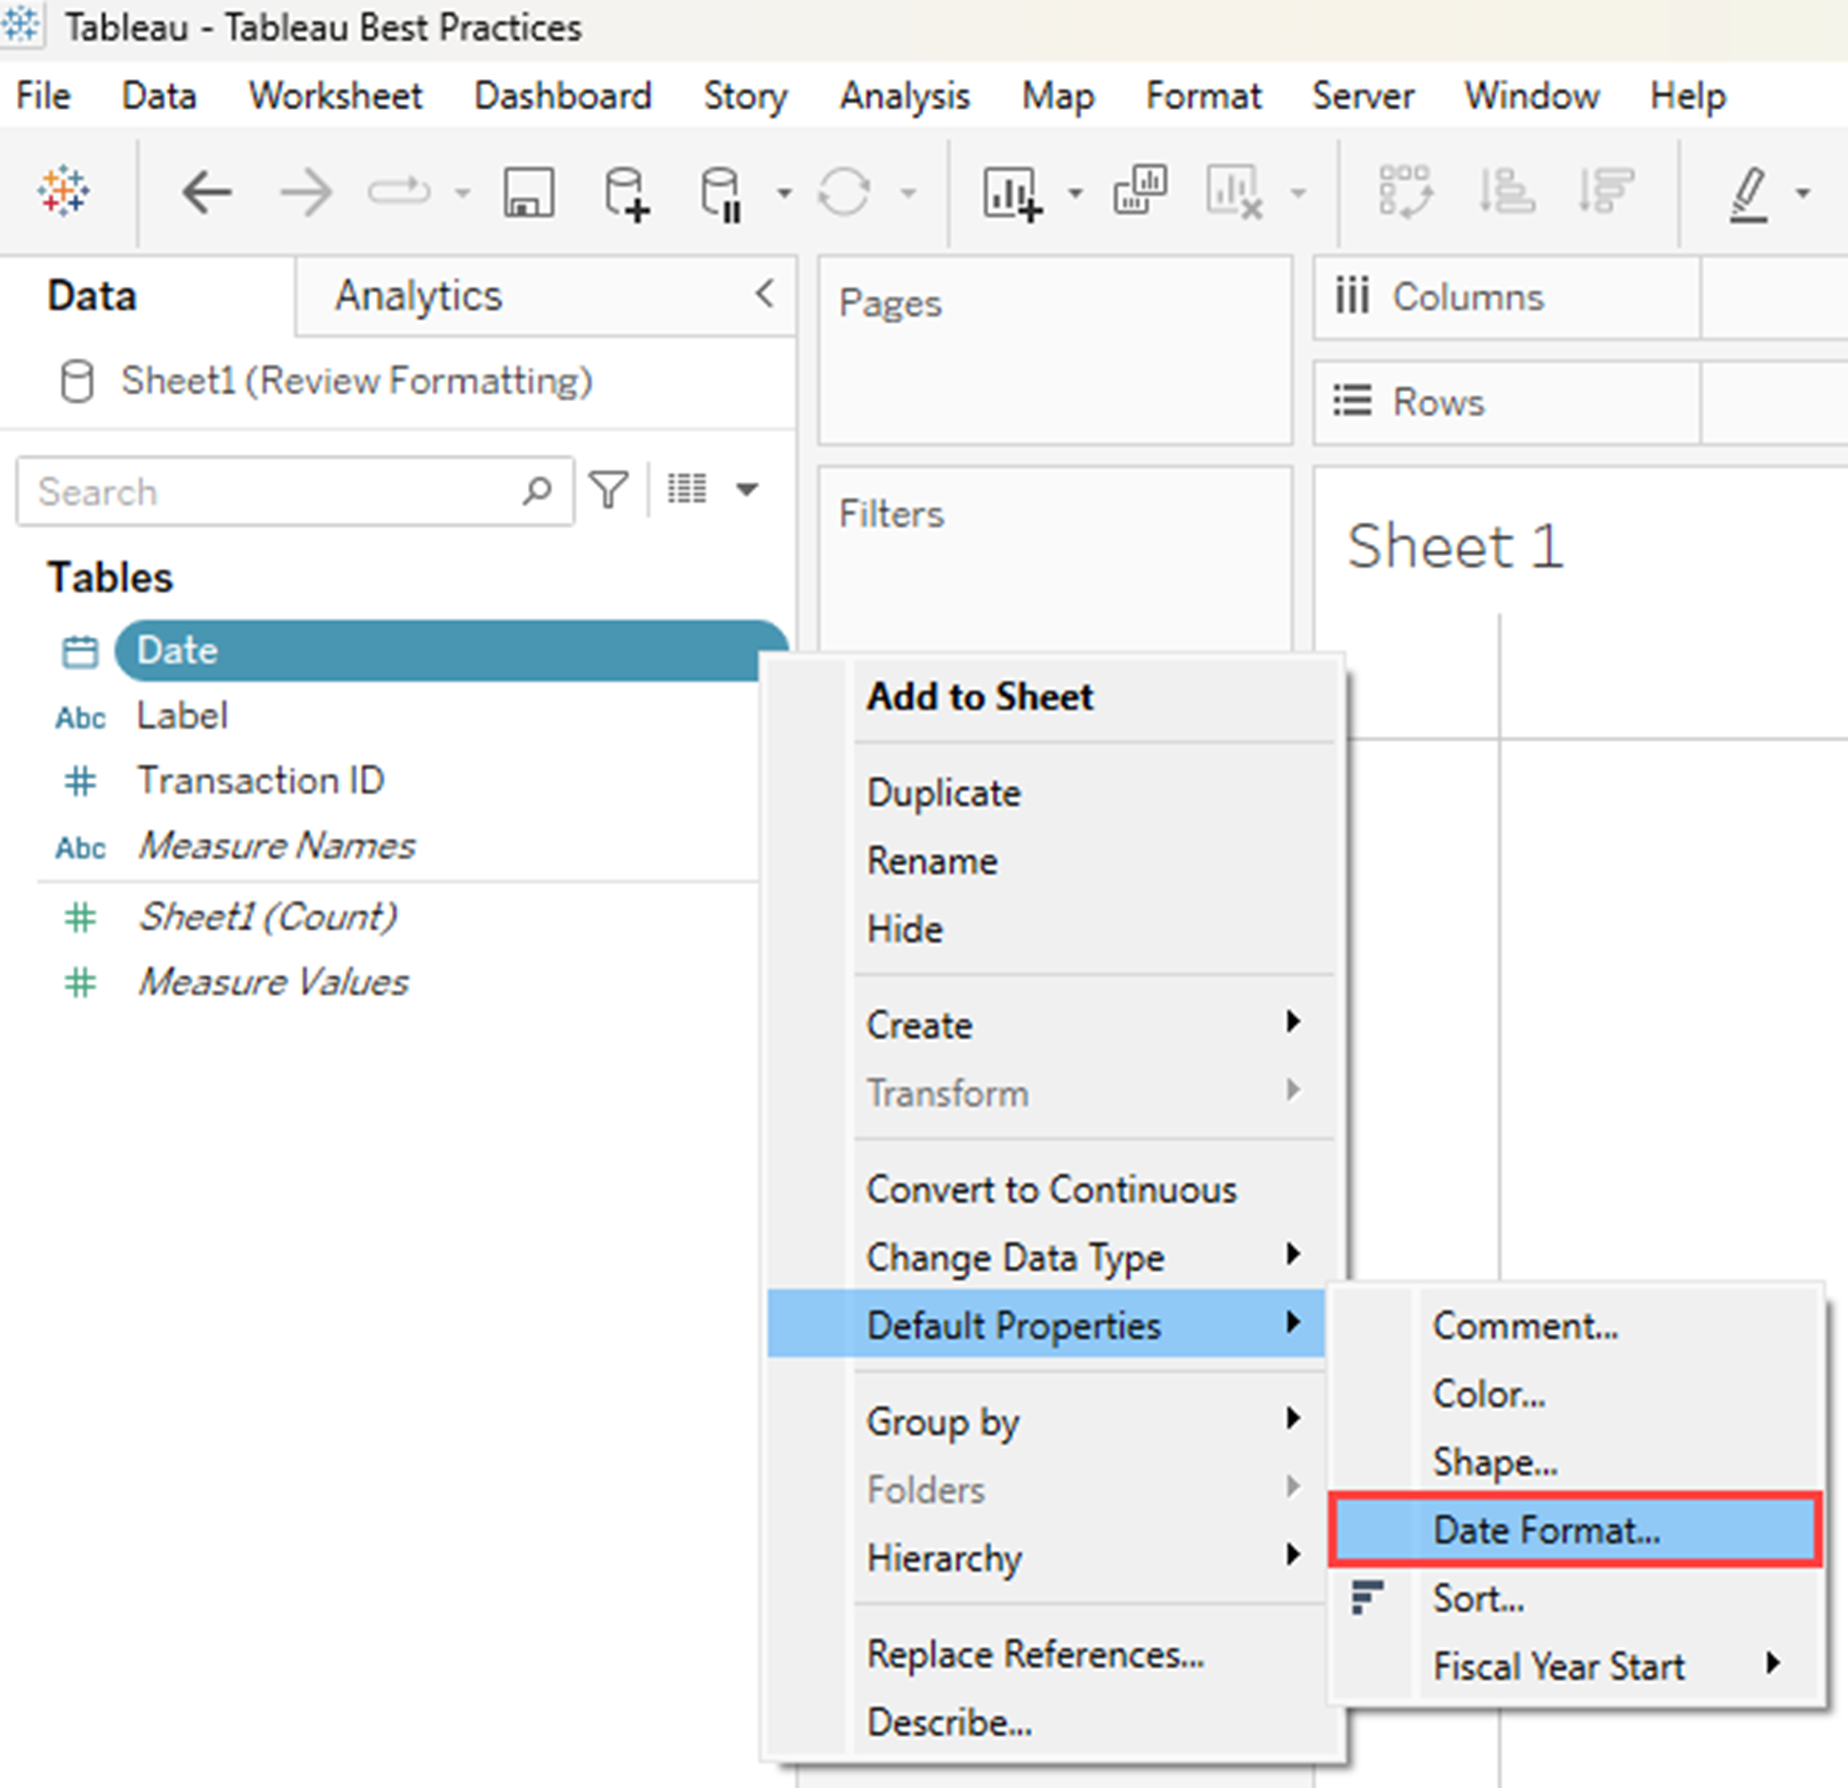 Tableau - Tableau Best Practices
File Data Worksheet Dashboard Story Analysis Map Format Server Window Help
Data
Analytics
Sheet1 (Review Formatting)
Search
Tables
Date
Abc Label
Transaction ID
Abc Measure Names
Sheet1 (Count)
Measure Values
Pages
Filters
Columns
Rows
Sheet 1
Add to Sheet
Duplicate
Rename
Hide
Create
Transform
Convert to Continuous
Change Data Type
Default Properties
Group by
Folders
Hierarchy
Replace References...
Describe...
Comment...
Color...
Shape...
Date Format...
Sort...
Fiscal Year Start